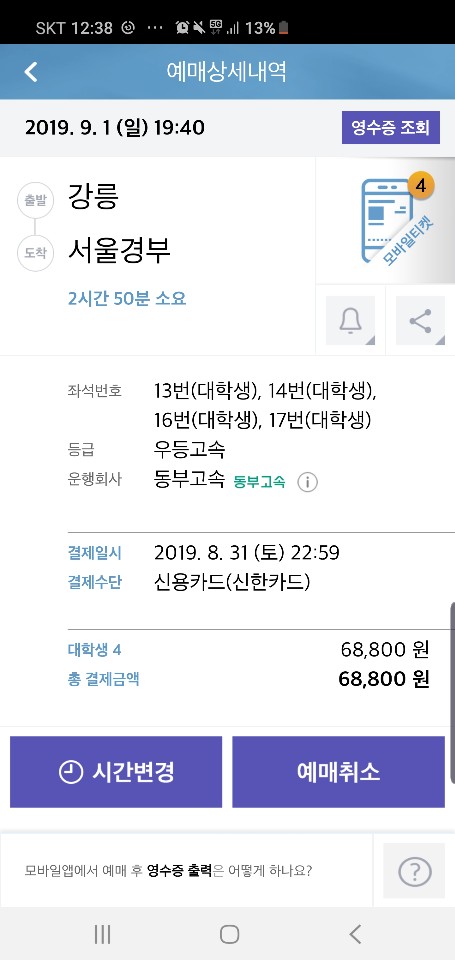 SKT 12:38 ··· 5G 13%
예매상세내역
2019. 9. 1 (일) 19:40
영수증 조회
출발 강릉
4
모바일티켓
도착 서울경부
2시간 50분 소요
좌석번호 13번(대학생), 14번(대학생),
16번(대학생), 17번(대학생)
등급 우등고속
운행회사 동부고속 동부고속 i
결제일시 2019. 8. 31 (토) 22:59
결제수단 신용카드(신한카드)
대학생 4 68,800 원
총 결제금액 68,800 원
시간변경
예매취소
모바일앱에서 예매 후 영수증 출력은 어떻게 하나요?
?